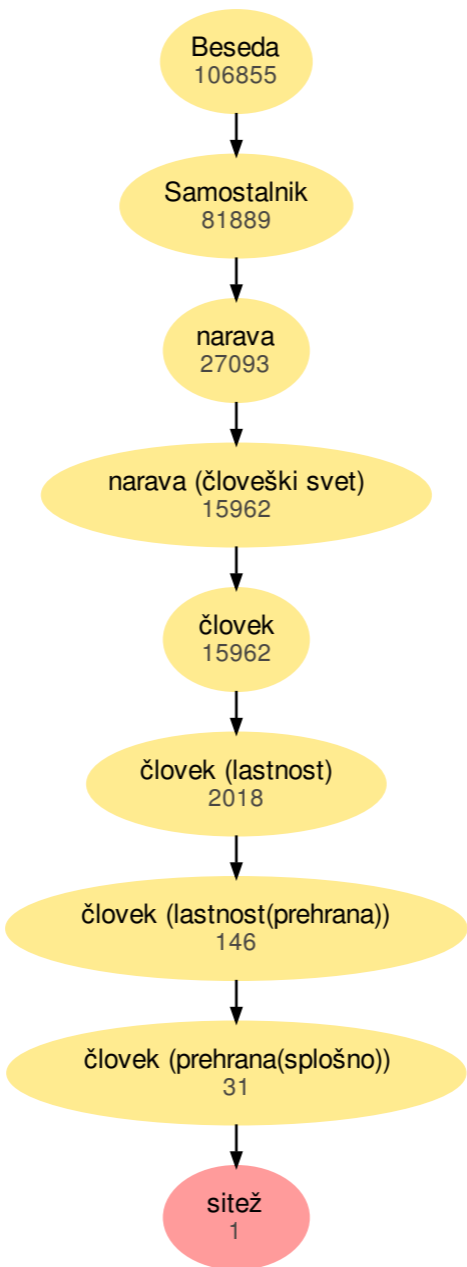 Beseda
106855
Samostalnik
81889
narava
27093
narava (človeški svet)
15962
človek
15962
človek (lastnost)
2018
človek (lastnost(prehrana))
146
človek (prehrana(splošno))
31
sitež
1